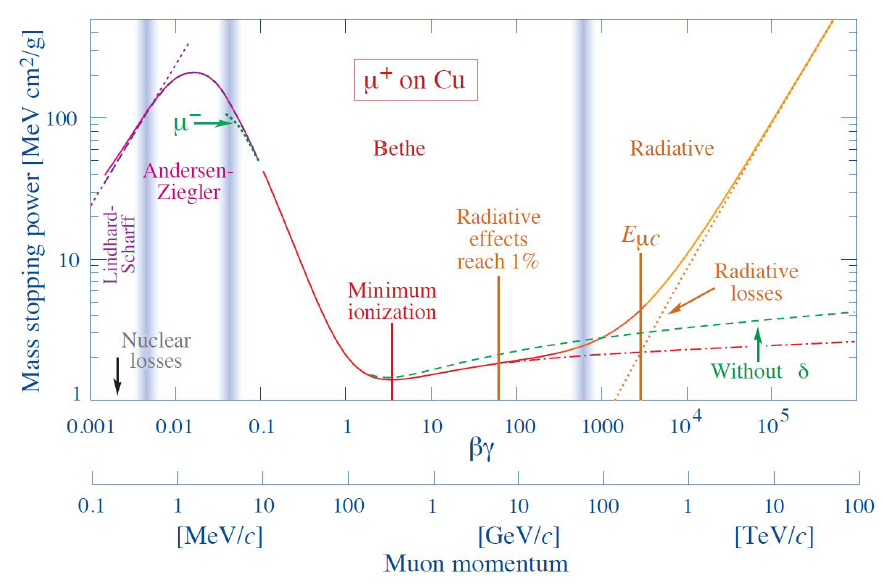 Mass stopping power [MeV cm²/g]
100
10
1
μ⁺ on Cu
μ⁻
Andersen-
Ziegler
Lindhard-
Scharff
Bethe
Radiative
Radiative
effects
reach 1%
Eμc
Minimum
ionization
Radiative
losses
Nuclear
losses
Without δ
0.001 0.01 0.1 1 10 100 1000 10⁴ 10⁵
βγ
0.1 1 10 100 1 10 100 1 10 100
[MeV/c] [GeV/c] [TeV/c]
Muon momentum